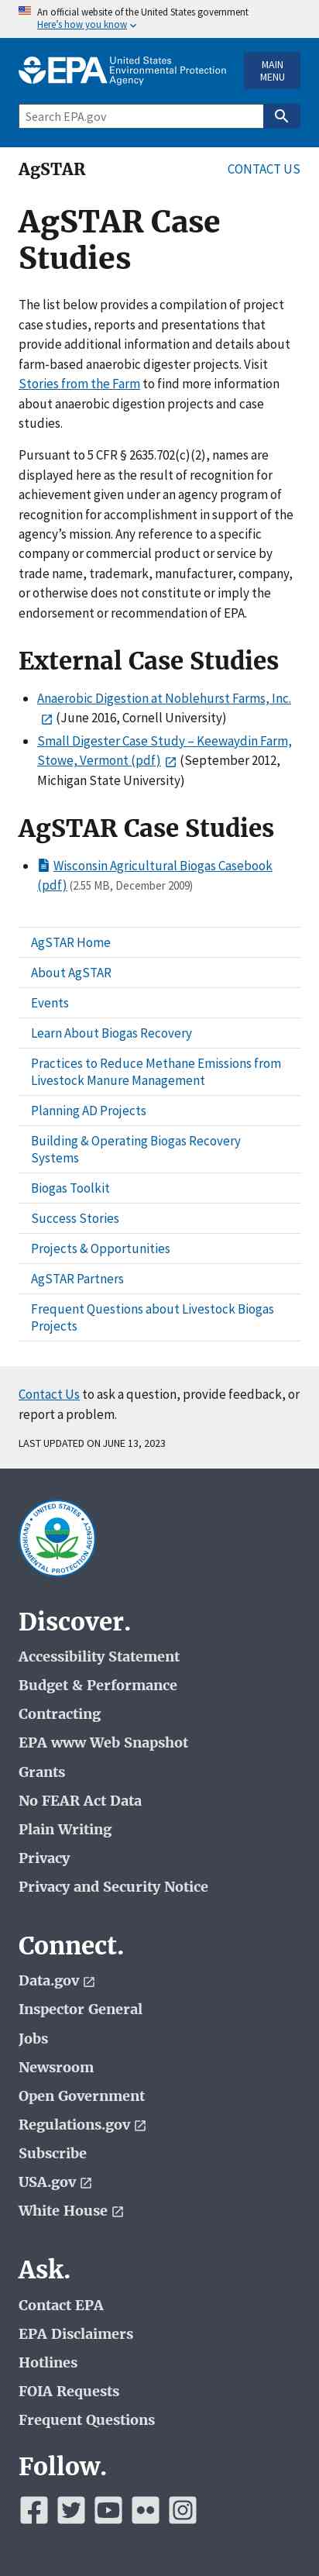 An official website of the United States government
Here's how you know
EPA United States
Environmental Protection
Agency
MAIN
MENU
Search EPA.gov
AgSTAR
CONTACT US
AgSTAR Case
Studies
The list below provides a compilation of project
case studies, reports and presentations that
provide additional information and details about
farm-based anaerobic digester projects. Visit
Stories from the Farm to find more information
about anaerobic digestion projects and case
studies.
Pursuant to 5 CFR § 2635.702(c)(2), names are
displayed here as the result of recognition for
achievement given under an agency program of
recognition for accomplishment in support of the
agency's mission. Any reference to a specific
company or commercial product or service by
trade name, trademark, manufacturer, company,
or otherwise does not constitute or imply the
endorsement or recommendation of EPA.
External Case Studies
Anaerobic Digestion at Noblehurst Farms, Inc.
(June 2016, Cornell University)
Small Digester Case Study – Keewaydin Farm,
Stowe, Vermont (pdf) (September 2012,
Michigan State University)
AgSTAR Case Studies
Wisconsin Agricultural Biogas Casebook
(pdf) (2.55 MB, December 2009)
AgSTAR Home
About AgSTAR
Events
Learn About Biogas Recovery
Practices to Reduce Methane Emissions from
Livestock Manure Management
Planning AD Projects
Building & Operating Biogas Recovery
Systems
Biogas Toolkit
Success Stories
Projects & Opportunities
AgSTAR Partners
Frequent Questions about Livestock Biogas
Projects
Contact Us to ask a question, provide feedback, or
report a problem.
LAST UPDATED ON JUNE 13, 2023
UNITED STATES
ENVIRONMENTAL PROTECTION AGENCY
Discover.
Accessibility Statement
Budget & Performance
Contracting
EPA www Web Snapshot
Grants
No FEAR Act Data
Plain Writing
Privacy
Privacy and Security Notice
Connect.
Data.gov
Inspector General
Jobs
Newsroom
Open Government
Regulations.gov
Subscribe
USA.gov
White House
Ask.
Contact EPA
EPA Disclaimers
Hotlines
FOIA Requests
Frequent Questions
Follow.